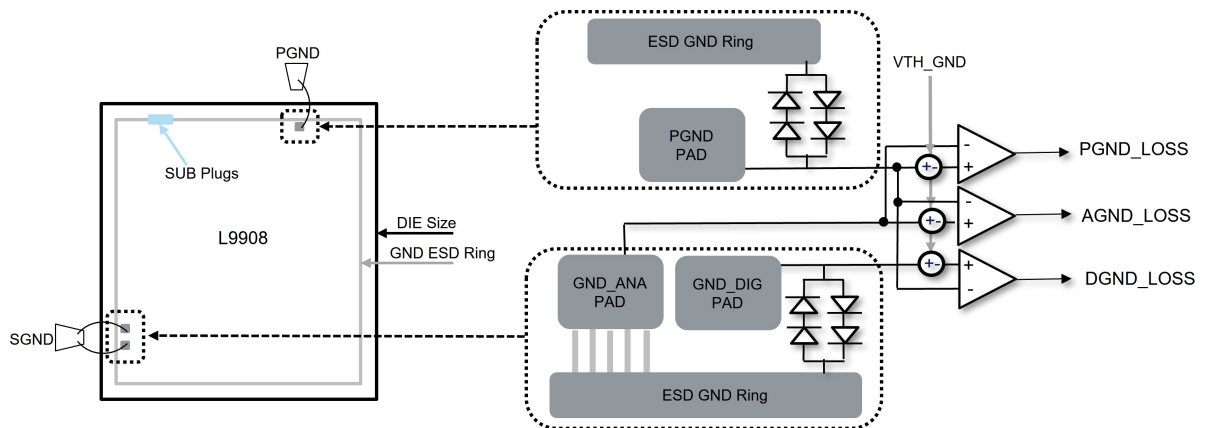 PGND
SUB Plugs
L9908
DIE Size
GND ESD Ring
SGND
ESD GND Ring
PGND
PAD
VTH_GND
- 
+
+-
PGND_LOSS
-
+
+-
AGND_LOSS
+
-
+-
DGND_LOSS
GND_ANA
PAD
GND_DIG
PAD
ESD GND Ring